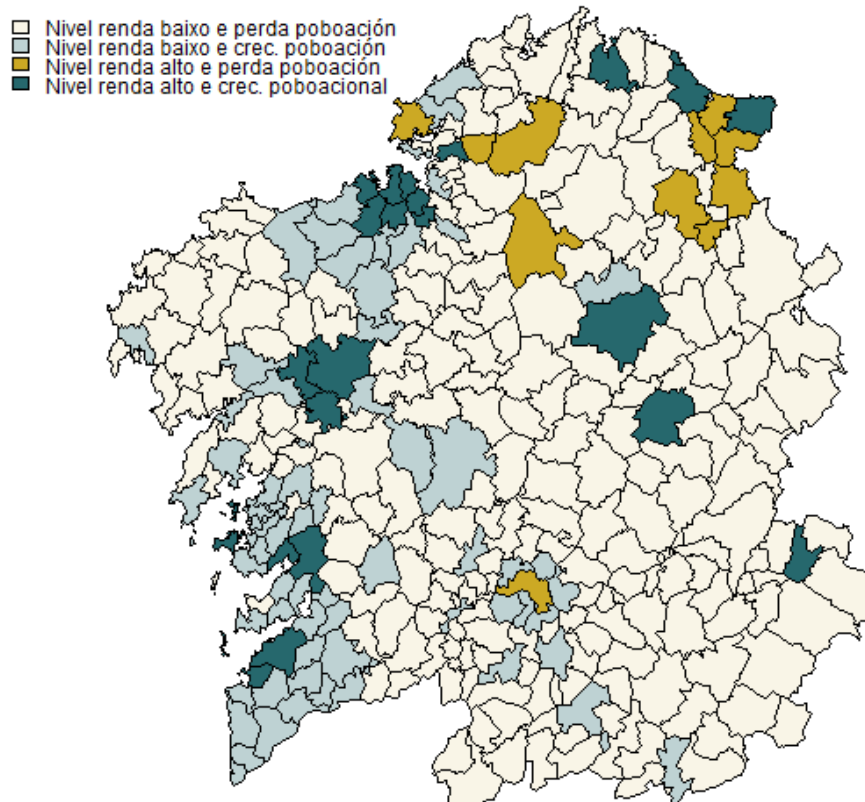 Nivel renda baixo e perda poboación
Nivel renda baixo e crec. poboación
Nivel renda alto e perda poboación
Nivel renda alto e crec. poboacional